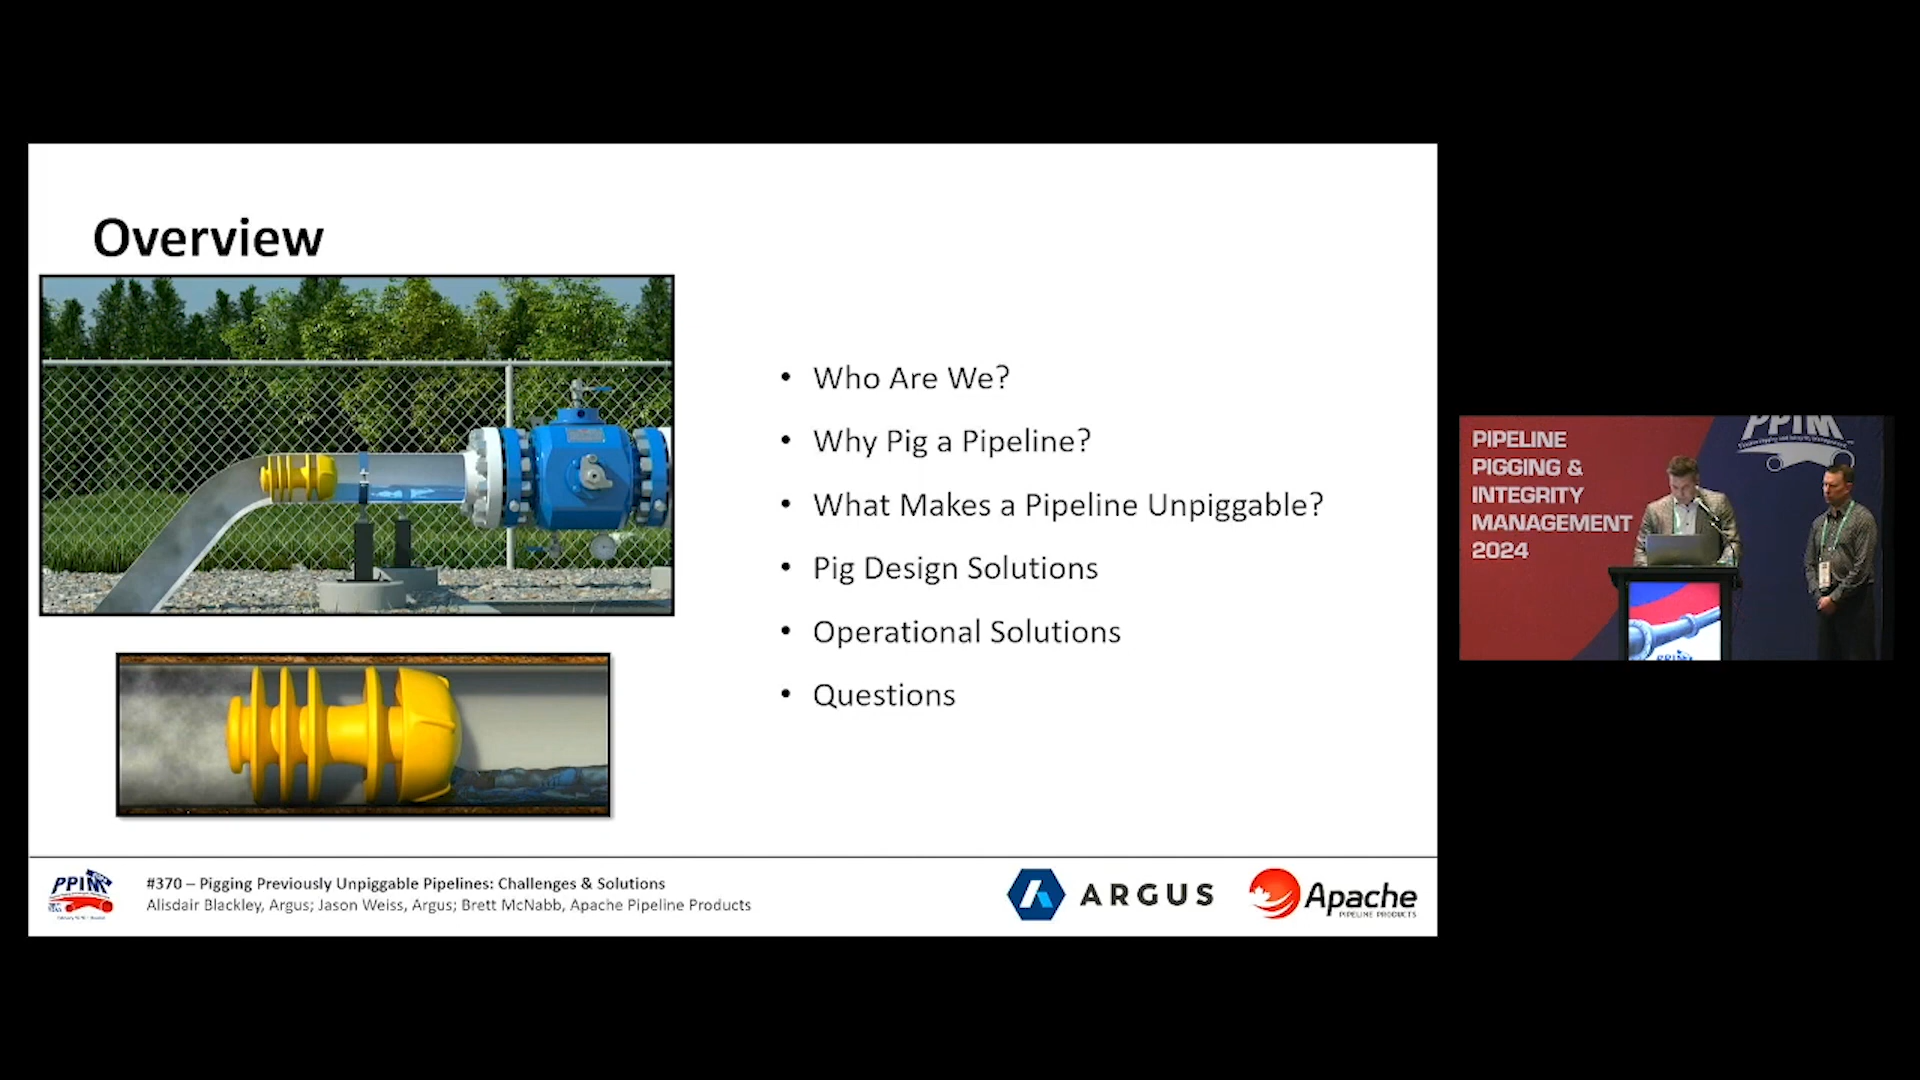 Overview
• Who Are We?
• Why Pig a Pipeline?
• What Makes a Pipeline Unpiggable?
• Pig Design Solutions
• Operational Solutions
• Questions
PPIM
#370 – Pigging Previously Unpiggable Pipelines: Challenges & Solutions
Alisdair Blackley, Argus; Jason Weiss, Argus; Brett McNabb, Apache Pipeline Products
ARGUS
Apache
PIPELINE PRODUCTS
PIPELINE
PIGGING &
INTEGRITY
MANAGEMENT
2024
PPIM